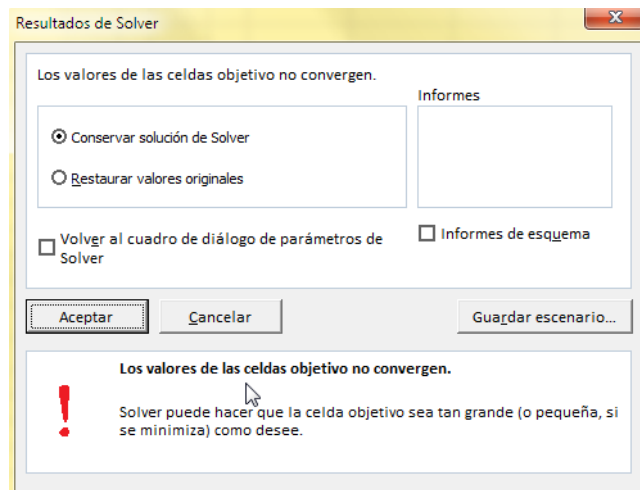 Resultados de Solver
Los valores de las celdas objetivo no convergen.
Informes
Conservar solución de Solver
Restaurar valores originales
Volver al cuadro de diálogo de parámetros de
Solver
Informes de esquema
Aceptar
Cancelar
Guardar escenario...
Los valores de las celdas objetivo no convergen.
Solver puede hacer que la celda objetivo sea tan grande (o pequeña, si
se minimiza) como desee.